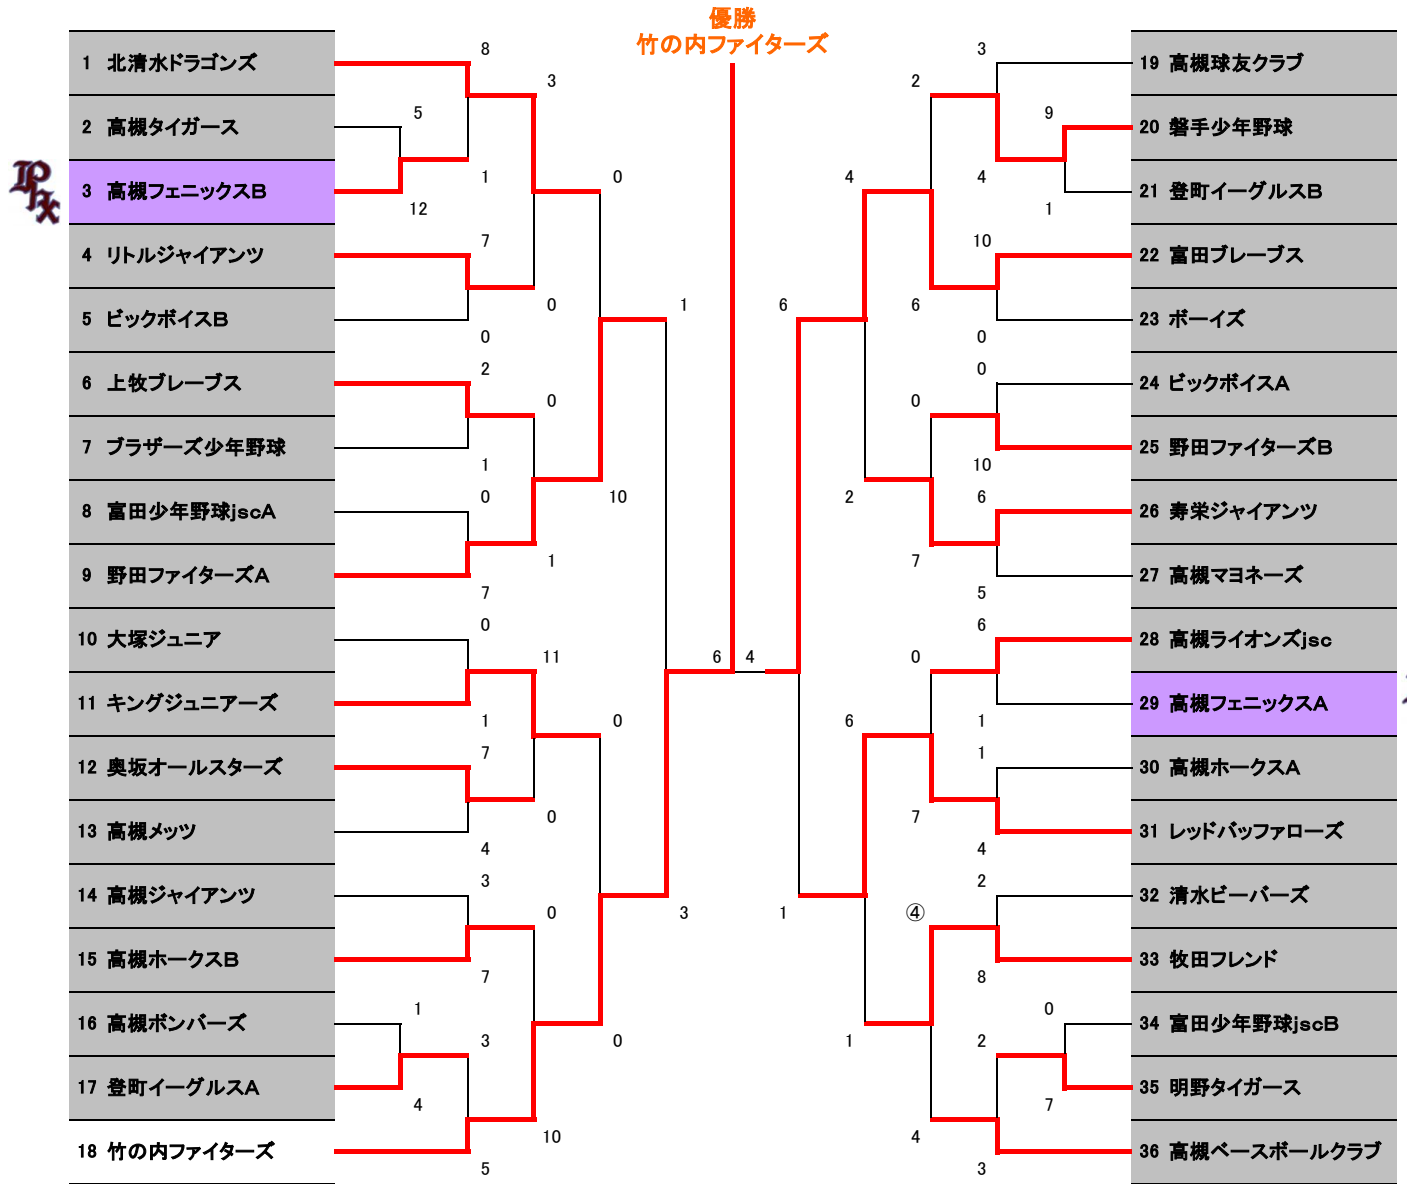 優勝
竹の内ファイターズ
1 北清水ドラゴンズ
2 高槻タイガース
3 高槻フェニックスB
4 リトルジャイアンツ
5 ビックボイスB
6 上牧ブレーブス
7 ブラザーズ少年野球
8 富田少年野球jscA
9 野田ファイターズA
10 大塚ジュニア
11 キングジュニアーズ
12 奥坂オールスターズ
13 高槻メッツ
14 高槻ジャイアンツ
15 高槻ホークスB
16 高槻ボンバーズ
17 登町イーグルスA
18 竹の内ファイターズ
Phx
5
12
1
4
8
1
7
0
2
1
0
7
0
1
7
4
3
7
3
5
3
0
0
1
11
0
0
10
0
10
0
0
1
3
6
4
6
1
4
2
6
1
2
6
0
7
0
7
④
4
3
4
10
0
0
10
6
5
6
1
1
4
2
8
2
3
9
1
0
7
19 高槻球友クラブ
20 磐手少年野球
21 登町イーグルスB
22 富田ブレーブス
23 ボーイズ
24 ビックボイスA
25 野田ファイターズB
26 寿栄ジャイアンツ
27 高槻マヨネーズ
28 高槻ライオンズjsc
29 高槻フェニックスA
30 高槻ホークスA
31 レッドバッファローズ
32 清水ビーバーズ
33 牧田フレンド
34 富田少年野球jscB
35 明野タイガース
36 高槻ベースボールクラブ